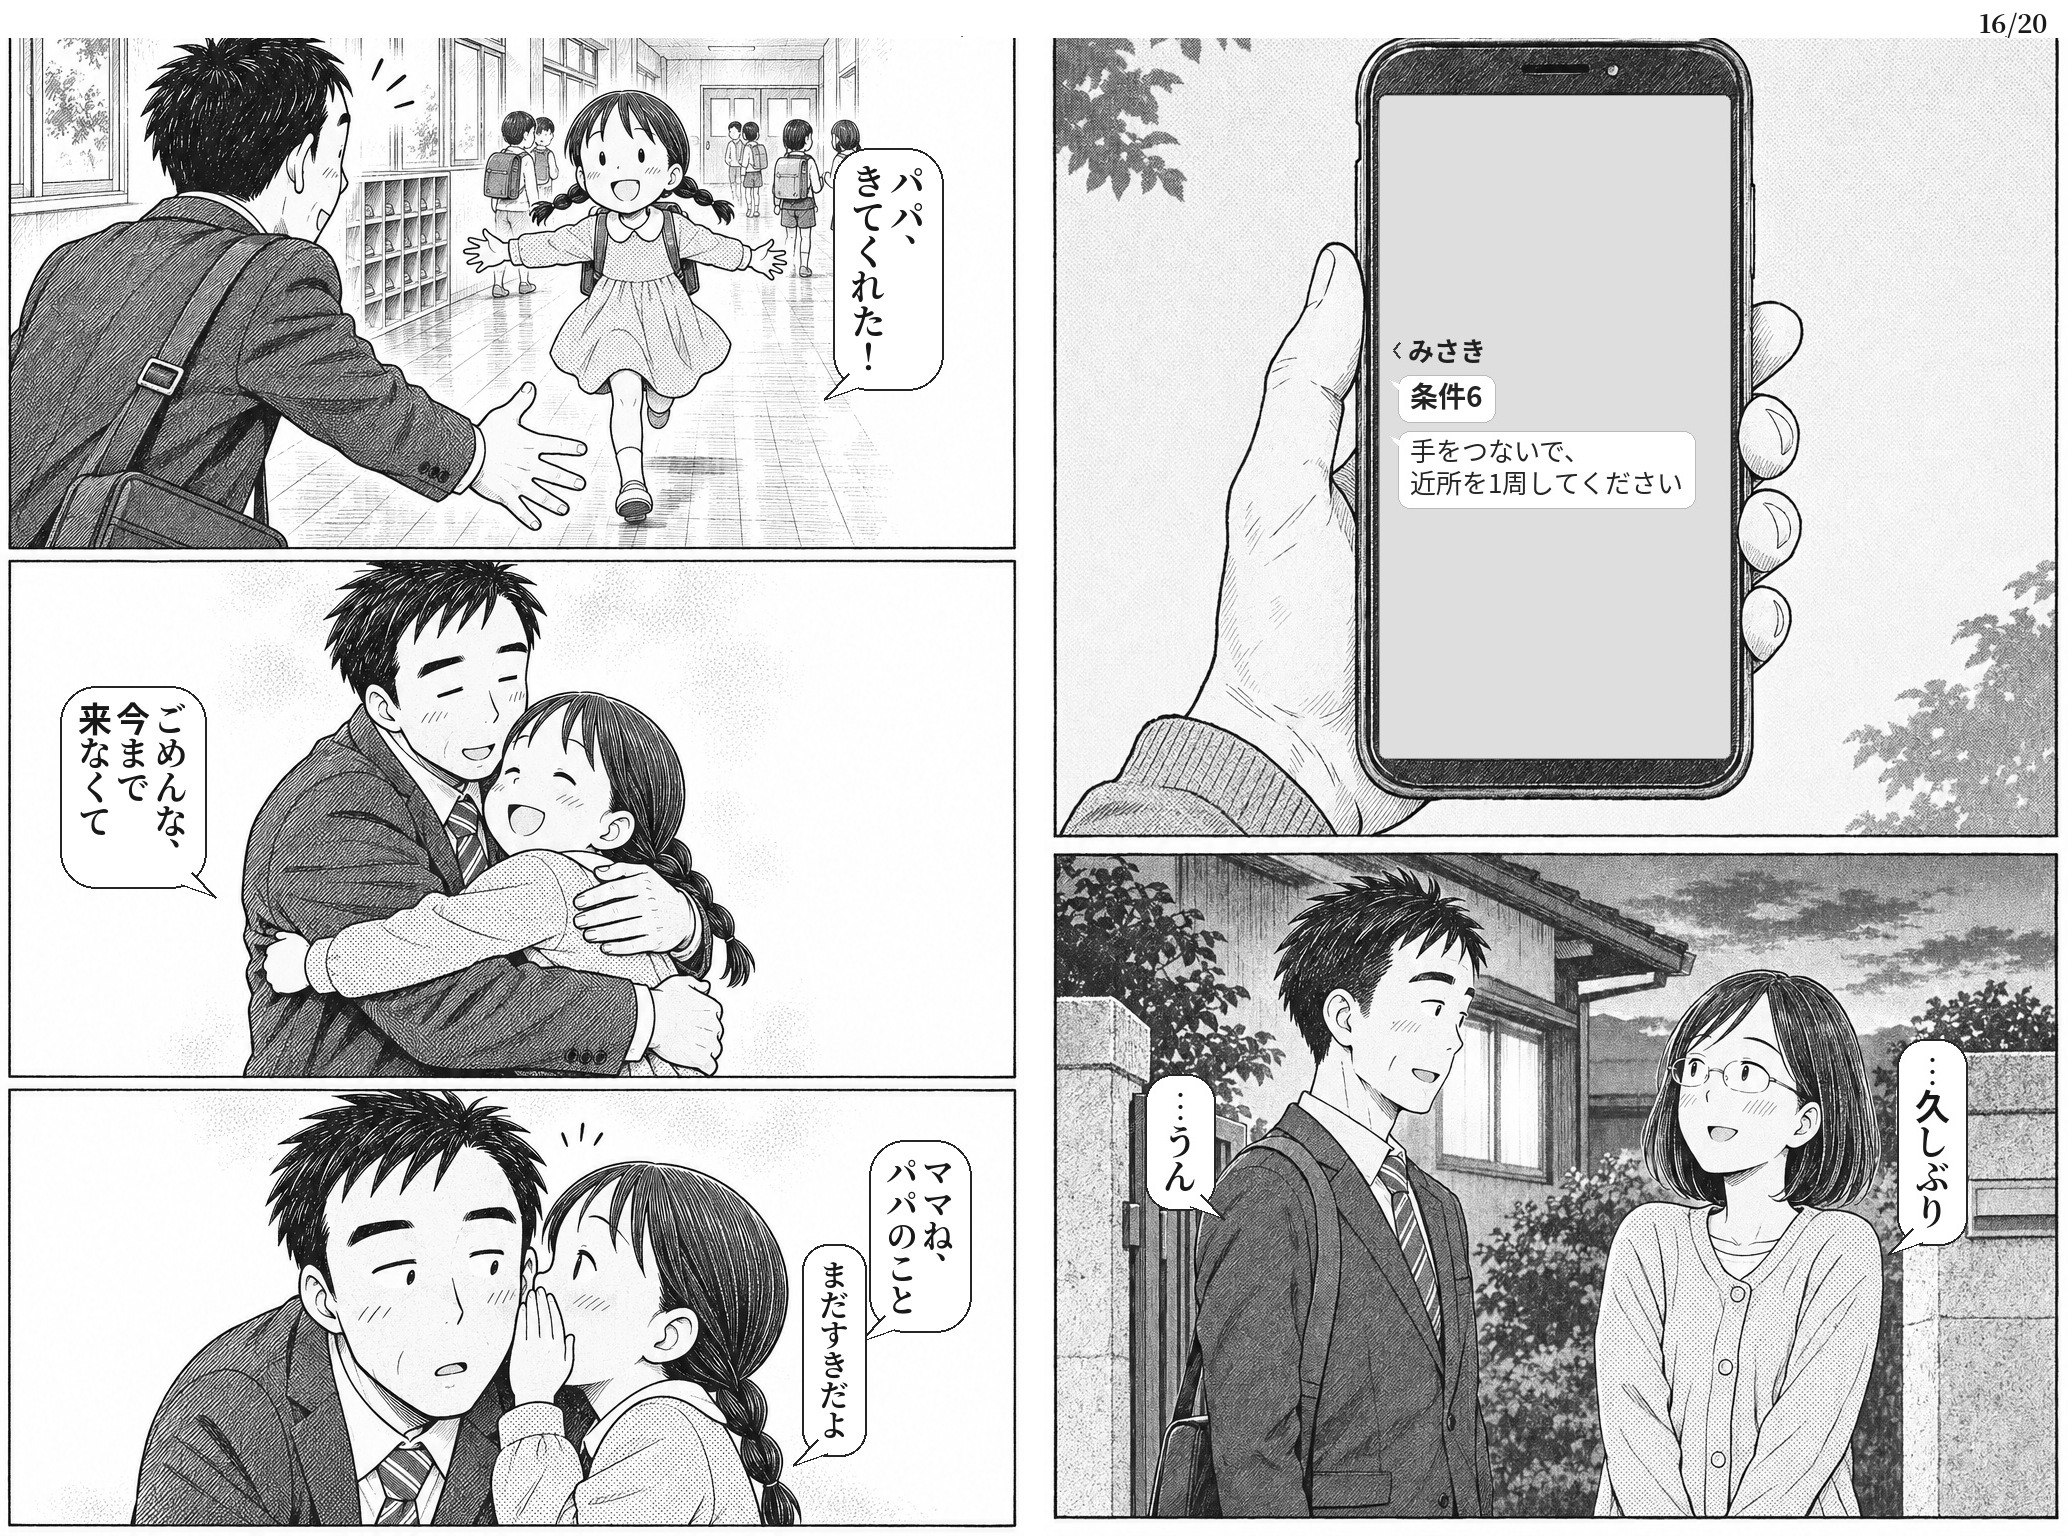 16/20
みさき
条件6
手をつないで、
近所を1周してください
…久しぶり
…うん
パパ、
きてくれた！
ごめんな、
今まで
来なくて
ママね、
パパのこと
まだすきだよ